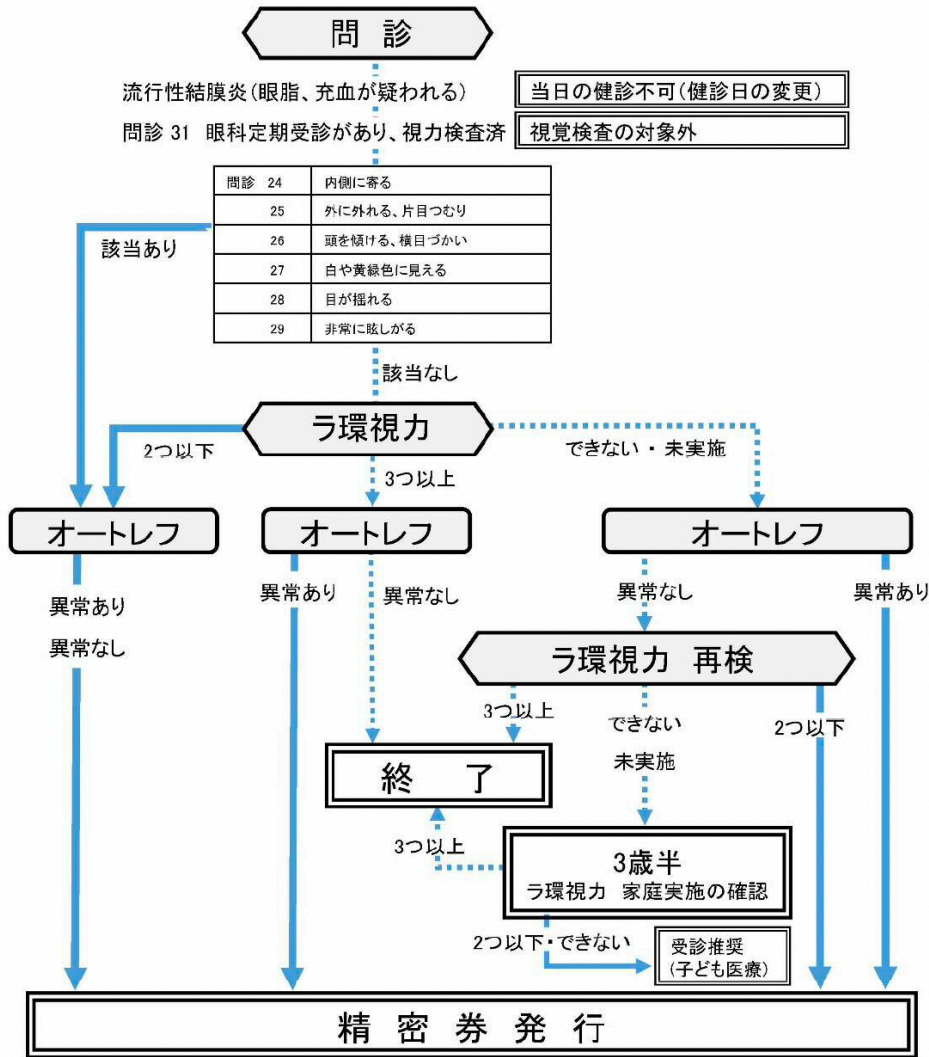 問 診
流行性結膜炎(眼脂、充血が疑われる)
当日の健診不可(健診日の変更)
問診 31 眼科定期受診があり、視力検査済
視覚検査の対象外
問診 24 内側に寄る
25 外に外れる、片目つむり
26 頭を傾ける、横目づかい
27 白や黄緑色に見える
28 目が揺れる
29 非常に眩しがる
該当あり
該当なし
ラ環視力
2つ以下
3つ以上
できない・未実施
オートレフ
オートレフ
オートレフ
異常あり
異常なし
異常あり
異常なし
異常なし
異常あり
ラ環視力 再検
3つ以上
できない
未実施
2つ以下
終 了
3つ以上
3歳半
ラ環視力 家庭実施の確認
2つ以下・できない
受診推奨
(子ども医療)
精密券発行